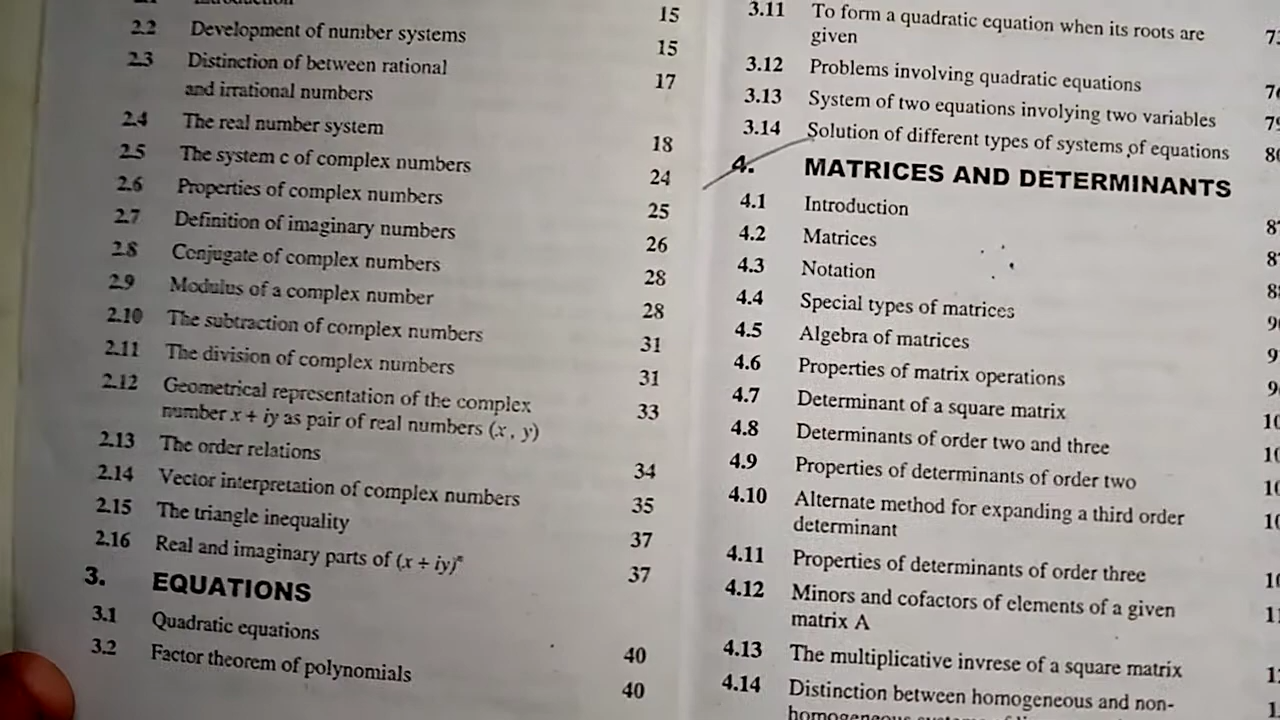 15
2.2 Development of number systems 15
2.3 Distinction of between rational 17
and irrational numbers
2.4 The real number system 18
2.5 The system c of complex numbers 24
2.6 Properties of complex numbers 25
2.7 Definition of imaginary numbers 26
2.8 Conjugate of complex numbers 28
2.9 Modulus of a complex number 28
2.10 The subtraction of complex numbers 31
2.11 The division of complex numbers 31
2.12 Geometrical representation of the complex 33
number x + iy as pair of real numbers (x, y)
2.13 The order relations 34
2.14 Vector interpretation of complex numbers 35
2.15 The triangle inequality 37
2.16 Real and imaginary parts of (x + iy)ⁿ 37
3. EQUATIONS
3.1 Quadratic equations 40
3.2 Factor theorem of polynomials 40
3.11 To form a quadratic equation when its roots are
given
3.12 Problems involving quadratic equations
3.13 System of two equations involving two variables
3.14 Solution of different types of systems of equations
4. MATRICES AND DETERMINANTS
4.1 Introduction
4.2 Matrices
4.3 Notation
4.4 Special types of matrices
4.5 Algebra of matrices
4.6 Properties of matrix operations
4.7 Determinant of a square matrix
4.8 Determinants of order two and three
4.9 Properties of determinants of order two
4.10 Alternate method for expanding a third order
determinant
4.11 Properties of determinants of order three
4.12 Minors and cofactors of elements of a given
matrix A
4.13 The multiplicative invrese of a square matrix
4.14 Distinction between homogeneous and non-